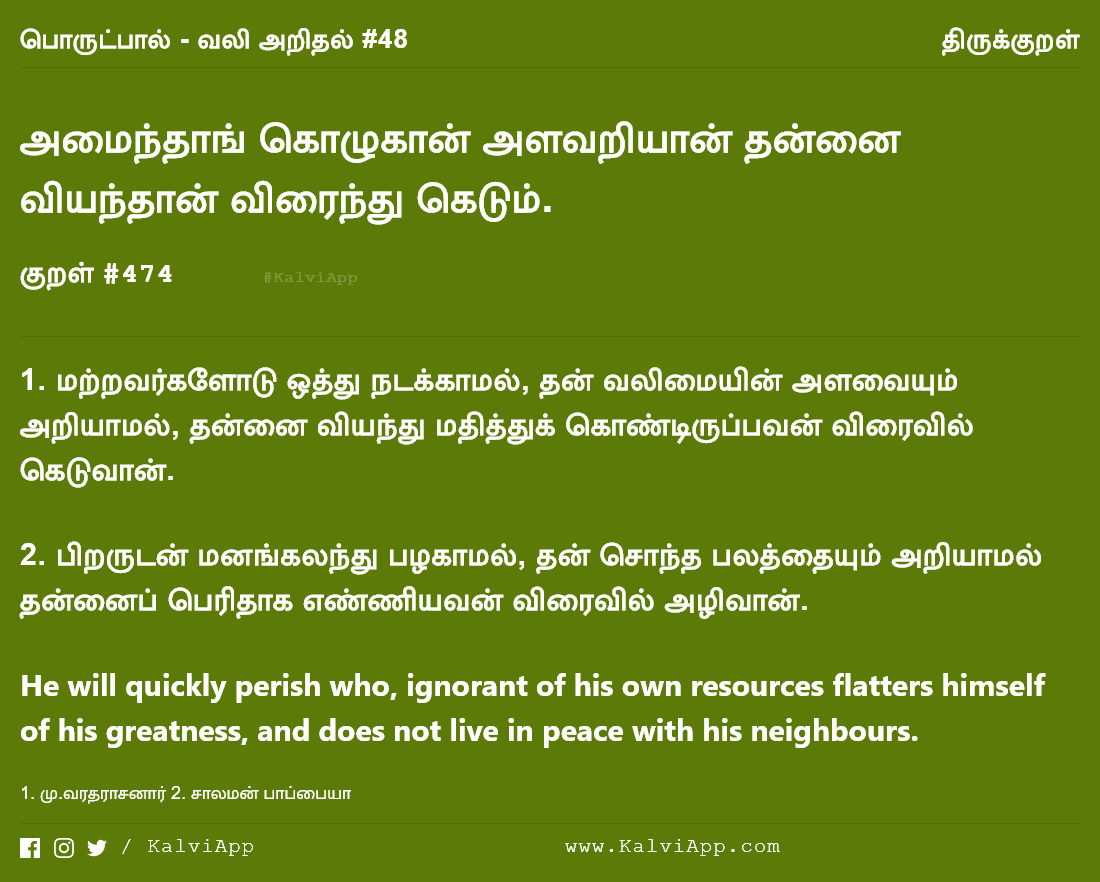 பொருட்பால் - வலி அறிதல் #48 திருக்குறள்
அமைந்தாங் கொழுகான் அளவறியான் தன்னை
வியந்தான் விரைந்து கெடும்.
குறள் #474 #KalviApp
1. மற்றவர்களோடு ஒத்து நடக்காமல், தன் வலிமையின் அளவையும்
அறியாமல், தன்னை வியந்து மதித்துக் கொண்டிருப்பவன் விரைவில்
கெடுவான்.
2. பிறருடன் மனங்கலந்து பழகாமல், தன் சொந்த பலத்தையும் அறியாமல்
தன்னைப் பெரிதாக எண்ணியவன் விரைவில் அழிவான்.
He will quickly perish who, ignorant of his own resources flatters himself
of his greatness, and does not live in peace with his neighbours.
1. மு.வரதராசனார் 2. சாலமன் பாப்பையா
/ KalviApp www.KalviApp.com